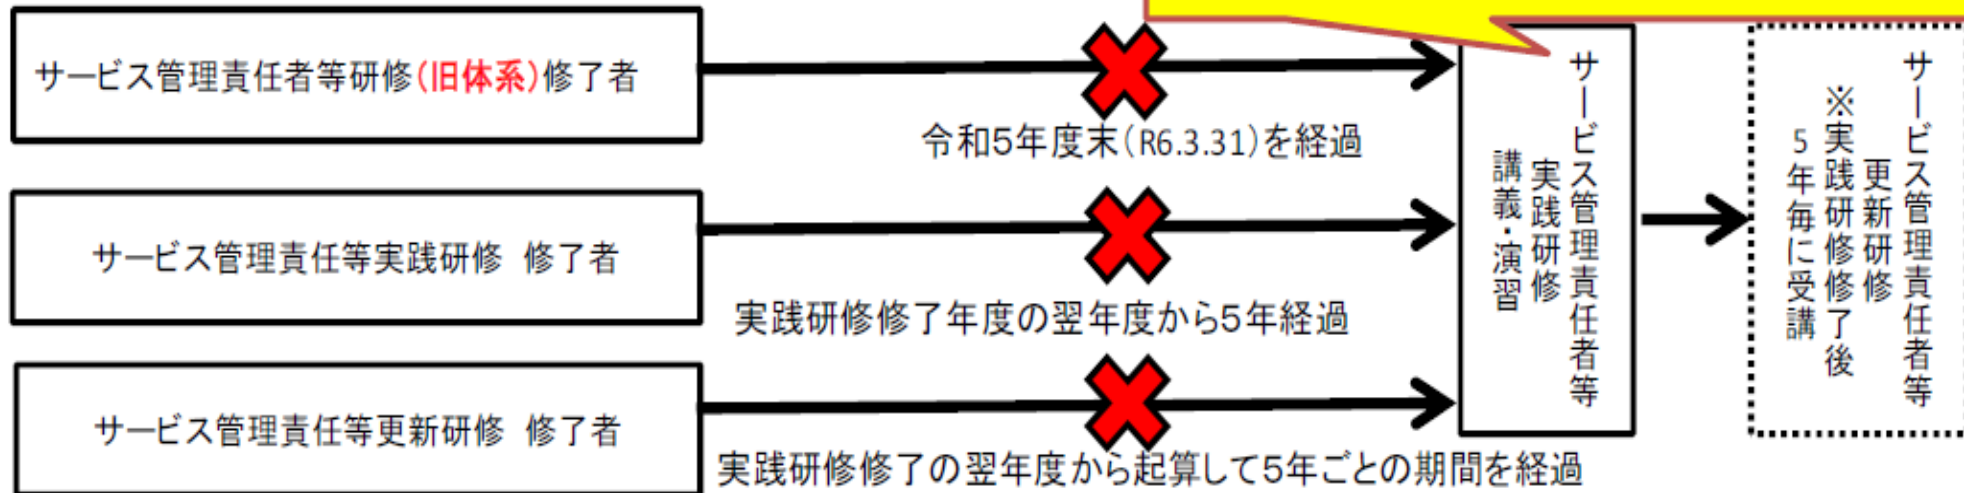 サービス管理責任者等研修(旧体系)修了者
令和5年度末(R6.3.31)を経過
サービス管理責任等実践研修 修了者
実践研修修了年度の翌年度から5年経過
サービス管理責任等更新研修 修了者
実践研修修了の翌年度から起算して5年ごとの期間を経過
サービス管理責任者等
実践研修
講義・演習
サービス管理責任者等
更新研修
※実践研修修了後
5年毎に受講